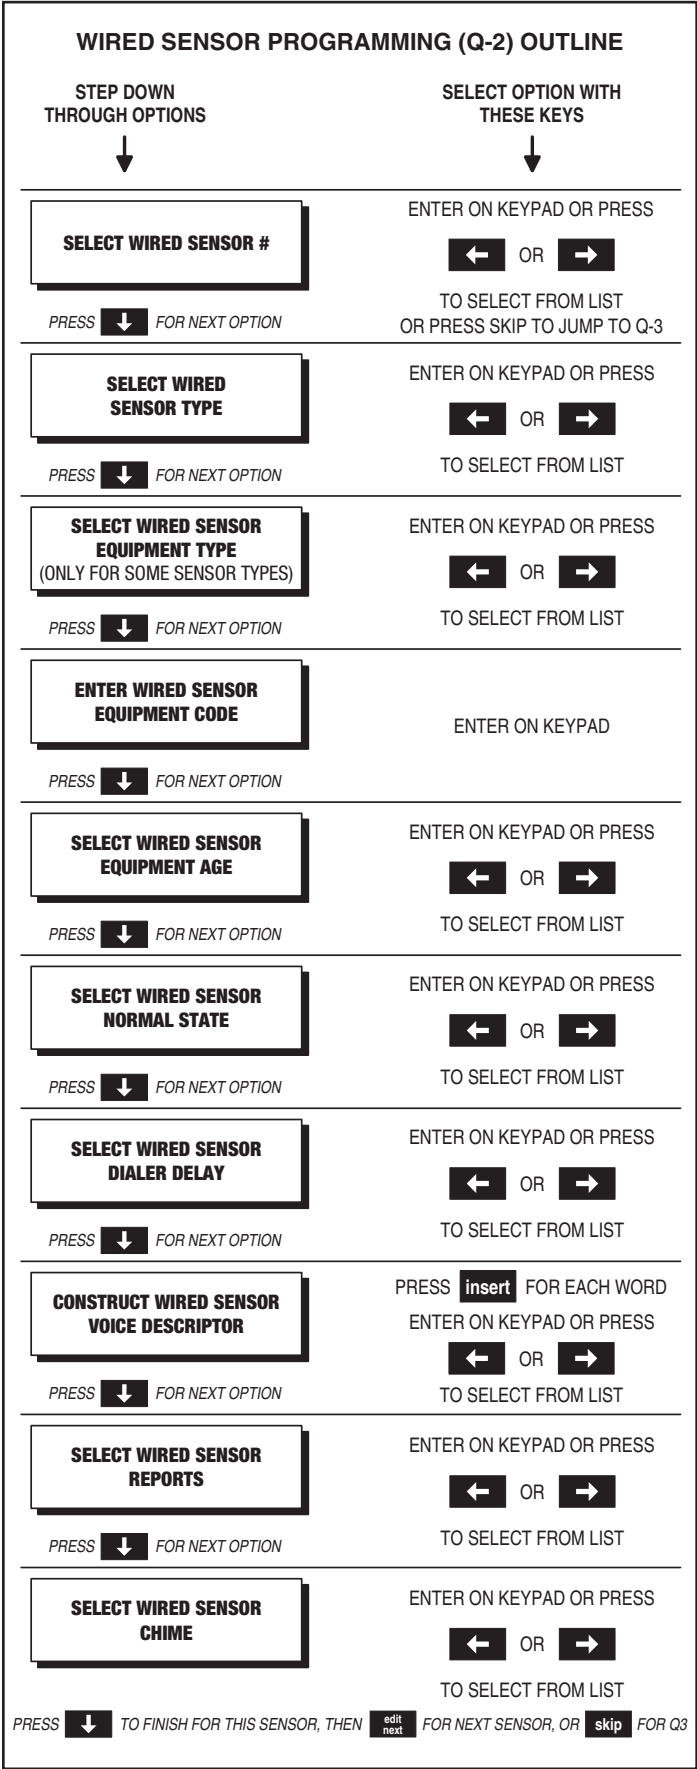 WIRED SENSOR PROGRAMMING (Q-2) OUTLINE
STEP DOWN
THROUGH OPTIONS
SELECT OPTION WITH
THESE KEYS
SELECT WIRED SENSOR #
PRESS ↓ FOR NEXT OPTION
ENTER ON KEYPAD OR PRESS
← OR →
TO SELECT FROM LIST
OR PRESS SKIP TO JUMP TO Q-3
SELECT WIRED
SENSOR TYPE
PRESS ↓ FOR NEXT OPTION
ENTER ON KEYPAD OR PRESS
← OR →
TO SELECT FROM LIST
SELECT WIRED SENSOR
EQUIPMENT TYPE
(ONLY FOR SOME SENSOR TYPES)
PRESS ↓ FOR NEXT OPTION
ENTER ON KEYPAD OR PRESS
← OR →
TO SELECT FROM LIST
ENTER WIRED SENSOR
EQUIPMENT CODE
PRESS ↓ FOR NEXT OPTION
ENTER ON KEYPAD
SELECT WIRED SENSOR
EQUIPMENT AGE
PRESS ↓ FOR NEXT OPTION
ENTER ON KEYPAD OR PRESS
← OR →
TO SELECT FROM LIST
SELECT WIRED SENSOR
NORMAL STATE
PRESS ↓ FOR NEXT OPTION
ENTER ON KEYPAD OR PRESS
← OR →
TO SELECT FROM LIST
SELECT WIRED SENSOR
DIALER DELAY
PRESS ↓ FOR NEXT OPTION
ENTER ON KEYPAD OR PRESS
← OR →
TO SELECT FROM LIST
CONSTRUCT WIRED SENSOR
VOICE DESCRIPTOR
PRESS ↓ FOR NEXT OPTION
PRESS insert FOR EACH WORD
ENTER ON KEYPAD OR PRESS
← OR →
TO SELECT FROM LIST
SELECT WIRED SENSOR
REPORTS
PRESS ↓ FOR NEXT OPTION
ENTER ON KEYPAD OR PRESS
← OR →
TO SELECT FROM LIST
SELECT WIRED SENSOR
CHIME
ENTER ON KEYPAD OR PRESS
← OR →
TO SELECT FROM LIST
PRESS ↓ TO FINISH FOR THIS SENSOR, THEN edit next FOR NEXT SENSOR, OR skip FOR Q3